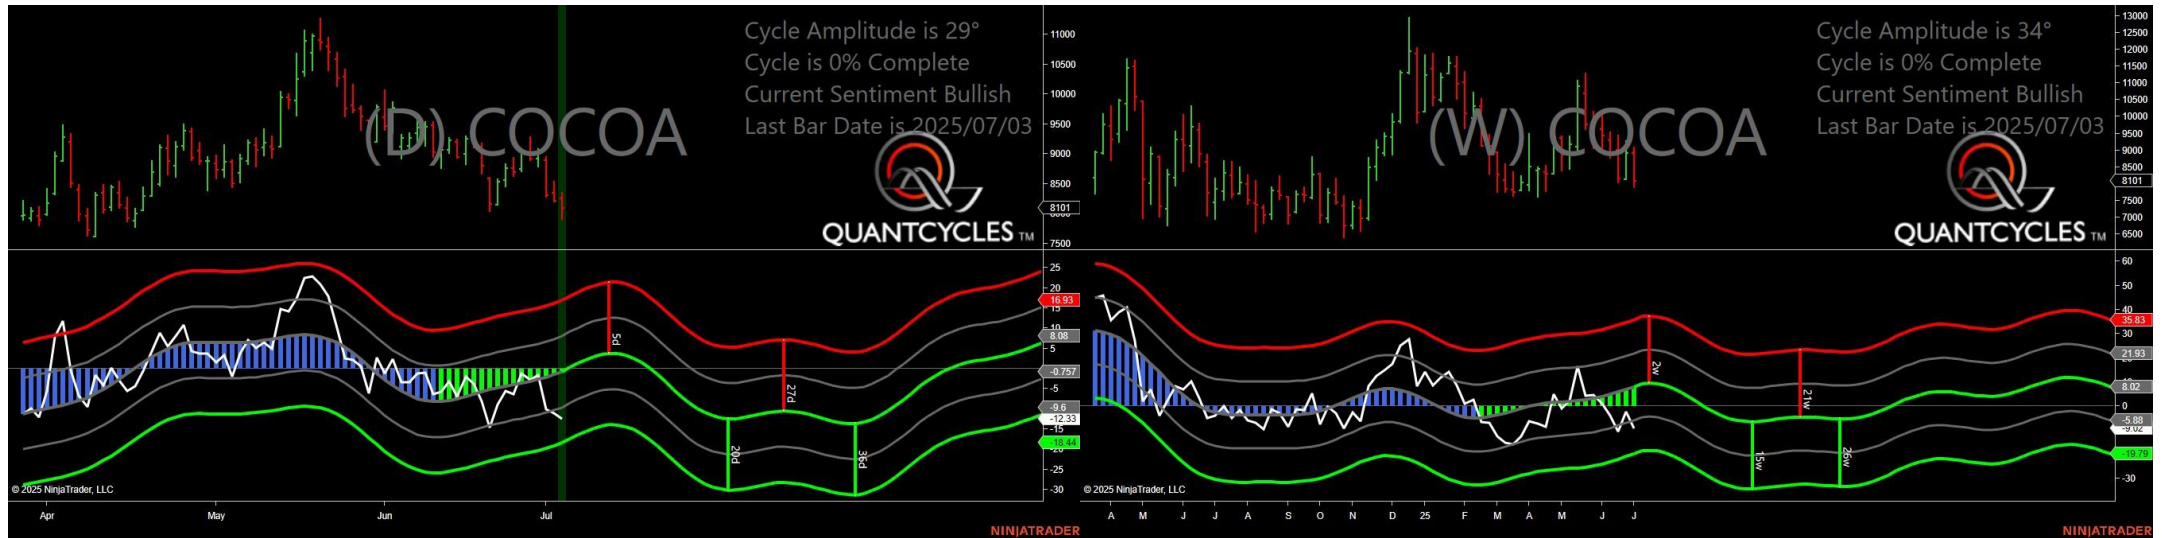 Cycle Amplitude is 29°
Cycle is 0% Complete
Current Sentiment Bullish
Last Bar Date is 2025/07/03
(D) COCOA
QUANTCYCLES TM
11000
10500
10000
9500
9000
8500
8101
7500
25
20
16.93
10
8.08
5
-0.757
-5
-9.6
-12.33
-15
-18.44
-25
-30
5d
27d
20d
36d
© 2025 NinjaTrader, LLC
Apr May Jun Jul
NINJATRADER
Cycle Amplitude is 34°
Cycle is 0% Complete
Current Sentiment Bullish
Last Bar Date is 2025/07/03
(W) COCOA
QUANTCYCLES TM
13000
12500
12000
11500
11000
10500
10000
9500
9000
8500
8101
7500
7000
6500
60
50
40
35.83
30
21.93
8.02
0
-5.88
-9.02
-19.79
-30
2w
21w
15w
26w
© 2025 NinjaTrader, LLC
A M J J A S O N D 25 F M A M J J
NINJATRADER